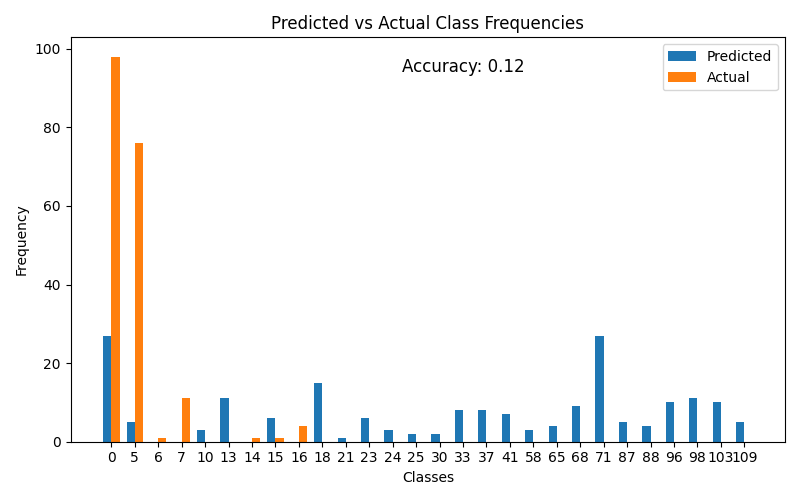 Predicted vs Actual Class Frequencies
Accuracy: 0.12
Predicted
Actual
100
80
60
40
20
0
Frequency
0 5 6 7 10 13 14 15 16 18 21 23 24 25 30 33 37 41 58 65 68 71 87 88 96 98 103 109
Classes